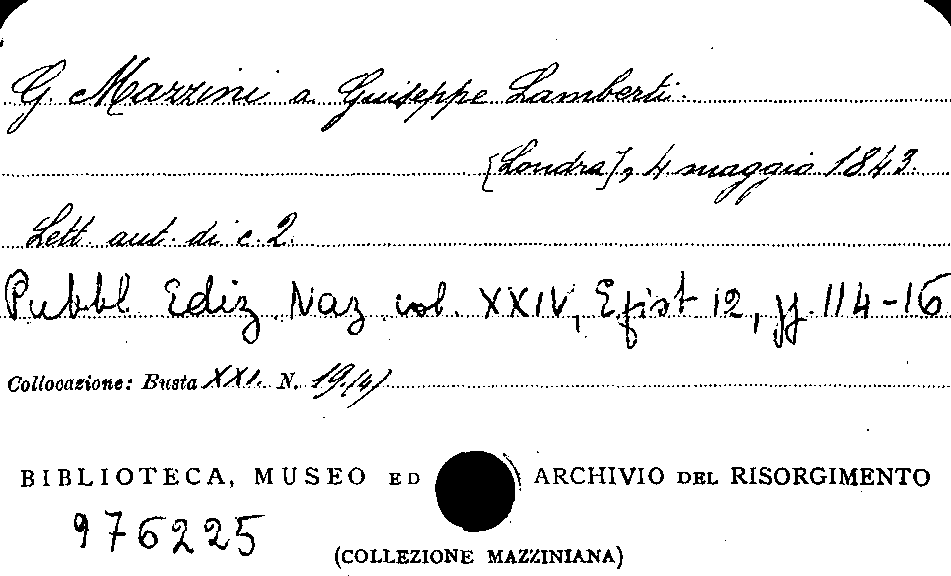 G. Mazzini a Giuseppe Lamberti.
[Londra], 4 maggio 1843.
Lett. aut. di c. 2.
Pubbl. Ediz. Naz. vol. XXIV, Epist 12, pp. 114-16
Collocazione: Busta XXI. N. 19(4)
BIBLIOTECA, MUSEO ED ARCHIVIO DEL RISORGIMENTO
976225
(COLLEZIONE MAZZINIANA)